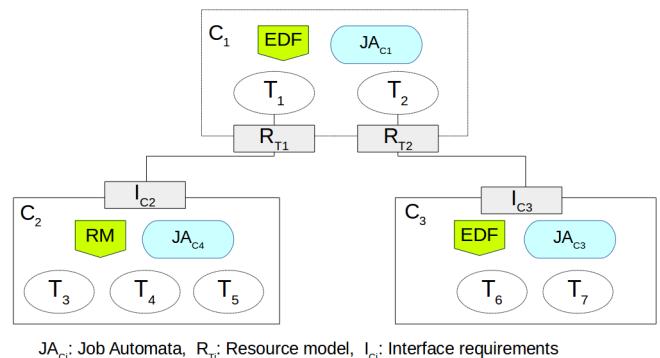 C1 EDF JAC1
T1 T2
RT1 RT2
IC2 IC3
C2 RM JAC4
T3 T4 T5
C3 EDF JAC3
T6 T7
JACi: Job Automata, RTi: Resource model, ICi: Interface requirements